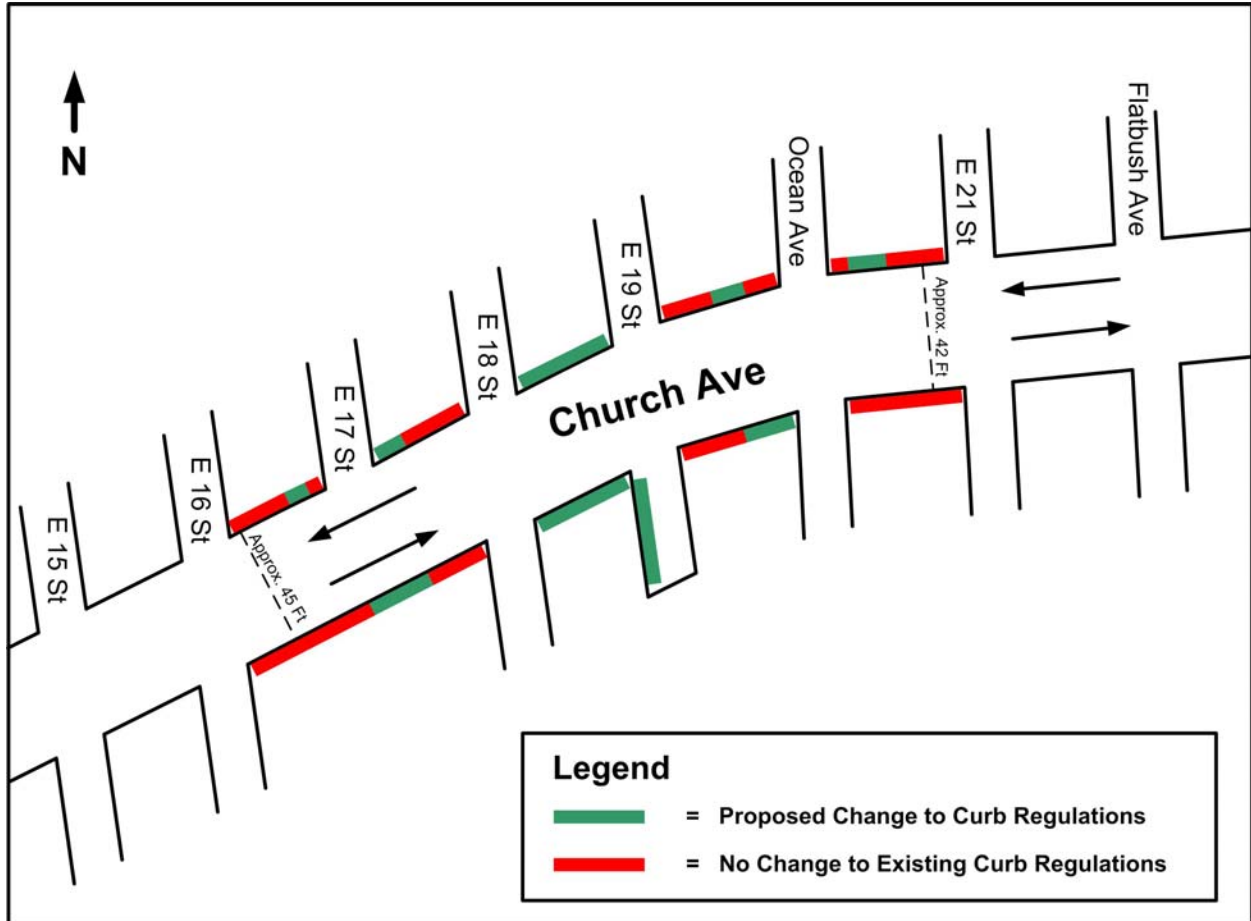 N
E 15 St
E 16 St
E 17 St
E 18 St
E 19 St
Ocean Ave
E 21 St
Flatbush Ave
Church Ave
Approx. 45 Ft
Approx. 42 Ft
Legend
= Proposed Change to Curb Regulations
= No Change to Existing Curb Regulations